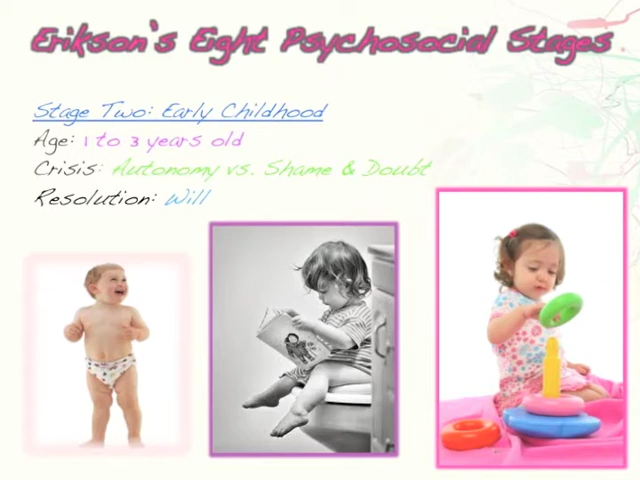 Erikson's Eight Psychosocial Stages
Stage Two: Early Childhood
Age: 1 to 3 years old
Crisis: Autonomy vs. Shame & Doubt
Resolution: Will